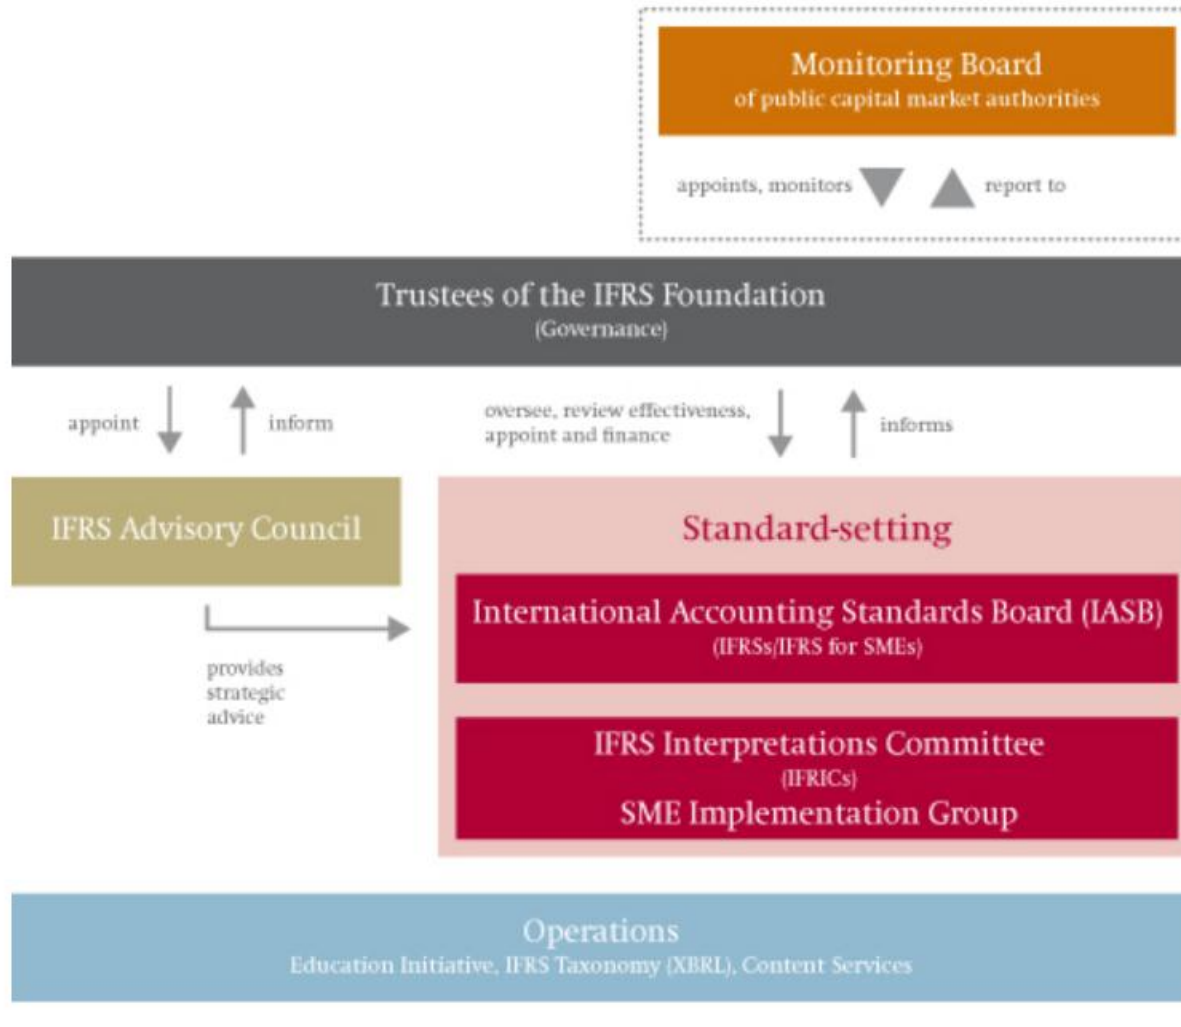 Monitoring Board
of public capital market authorities
appoints, monitors
report to
Trustees of the IFRS Foundation
(Governance)
appoint
inform
oversee, review effectiveness,
appoint and finance
informs
IFRS Advisory Council
provides
strategic
advice
Standard-setting
International Accounting Standards Board (IASB)
(IFRSs/IFRS for SMEs)
IFRS Interpretations Committee
(IFRICs)
SME Implementation Group
Operations
Education Initiative, IFRS Taxonomy (XBRL), Content Services